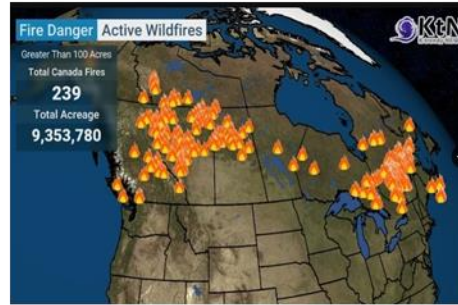 Fire Danger Active Wildfires
Greater Than 100 Acres
Total Canada Fires
239
Total Acreage
9,353,780